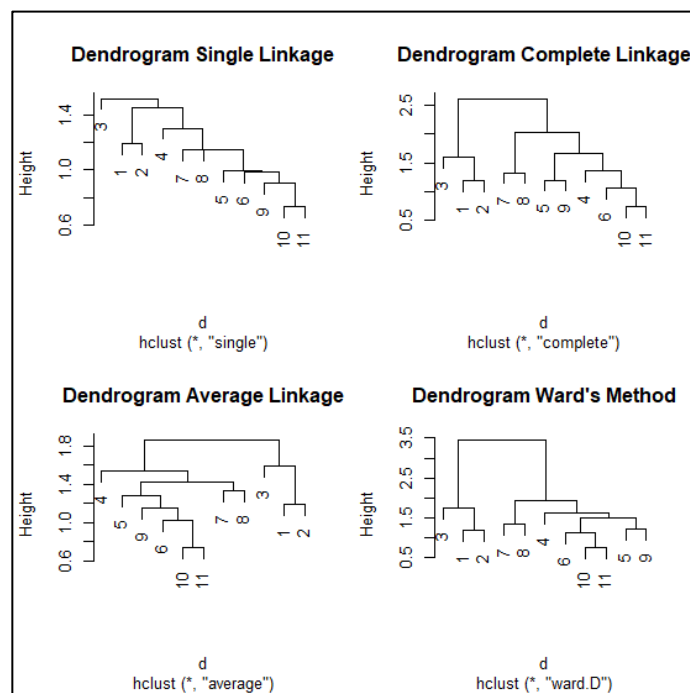 Dendrogram Single Linkage
Height
0.6 1.0 1.4
3
1 2
4
7 8
5 6
9
10 11
d
hclust (*, "single")
Dendrogram Complete Linkage
Height
0.5 1.5 2.5
3
1 2
7 8
5 9
4
6
10 11
d
hclust (*, "complete")
Dendrogram Average Linkage
Height
0.6 1.0 1.4 1.8
4
5
9
6
10 11
7 8
3
1 2
d
hclust (*, "average")
Dendrogram Ward's Method
Height
0.5 1.5 2.5 3.5
3
1 2
7 8
4
6
10 11
5 9
d
hclust (*, "ward.D")